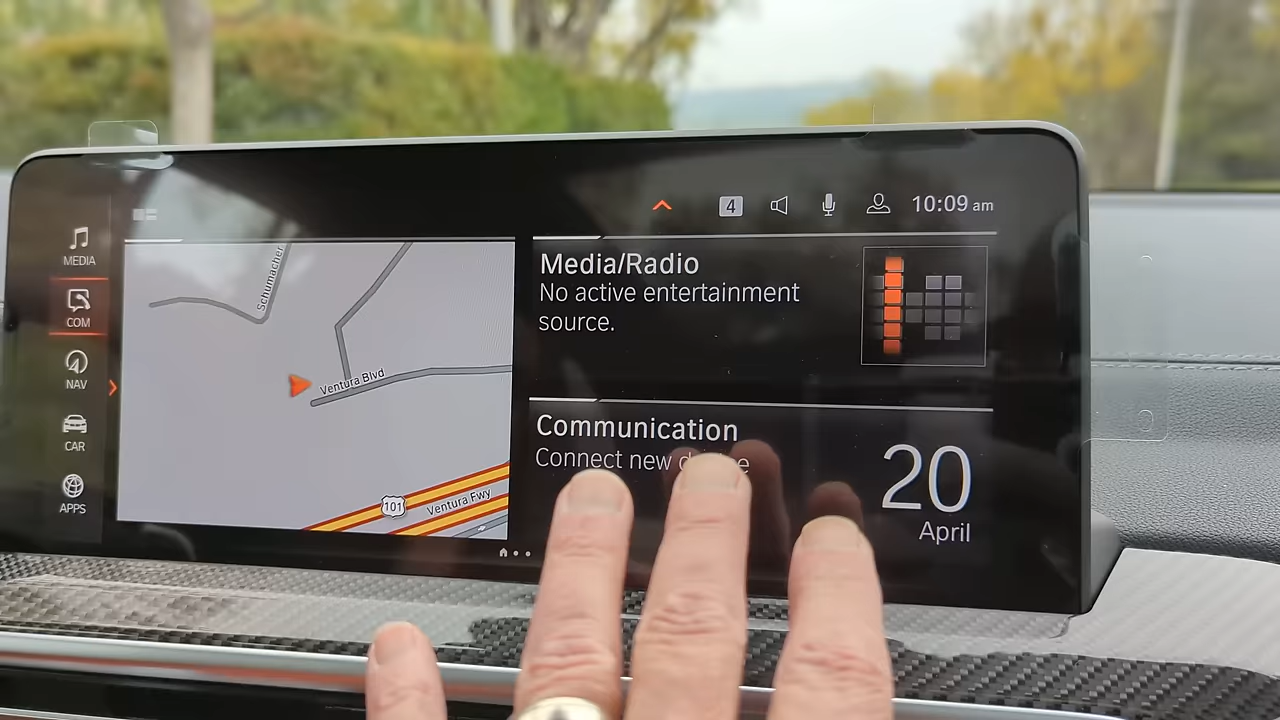 4
10:09 am
MEDIA
COM
NAV
CAR
APPS
Schumacher
Ventura Blvd
101
Ventura Fwy
Media/Radio
No active entertainment
source.
Communication
Connect new
20
April